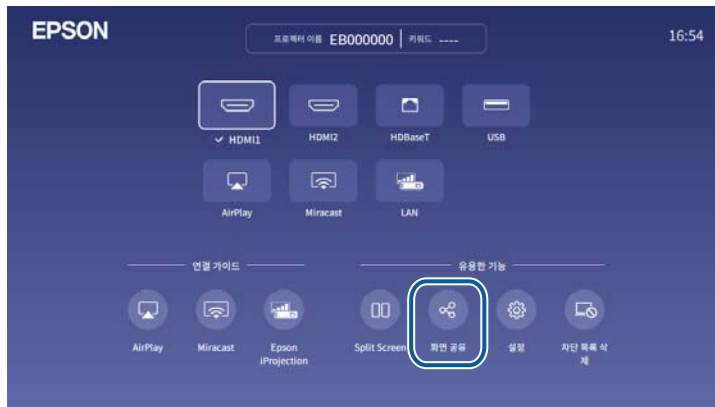 EPSON
프로젝터 이름 EB000000 | 키워드 ----
16:54
HDMI1
HDMI2
HDBaseT
USB
AirPlay
Miracast
LAN
연결 가이드
유용한 기능
AirPlay
Miracast
Epson
iProjection
Split Screen
화면 공유
설정
차단 목록 삭
제